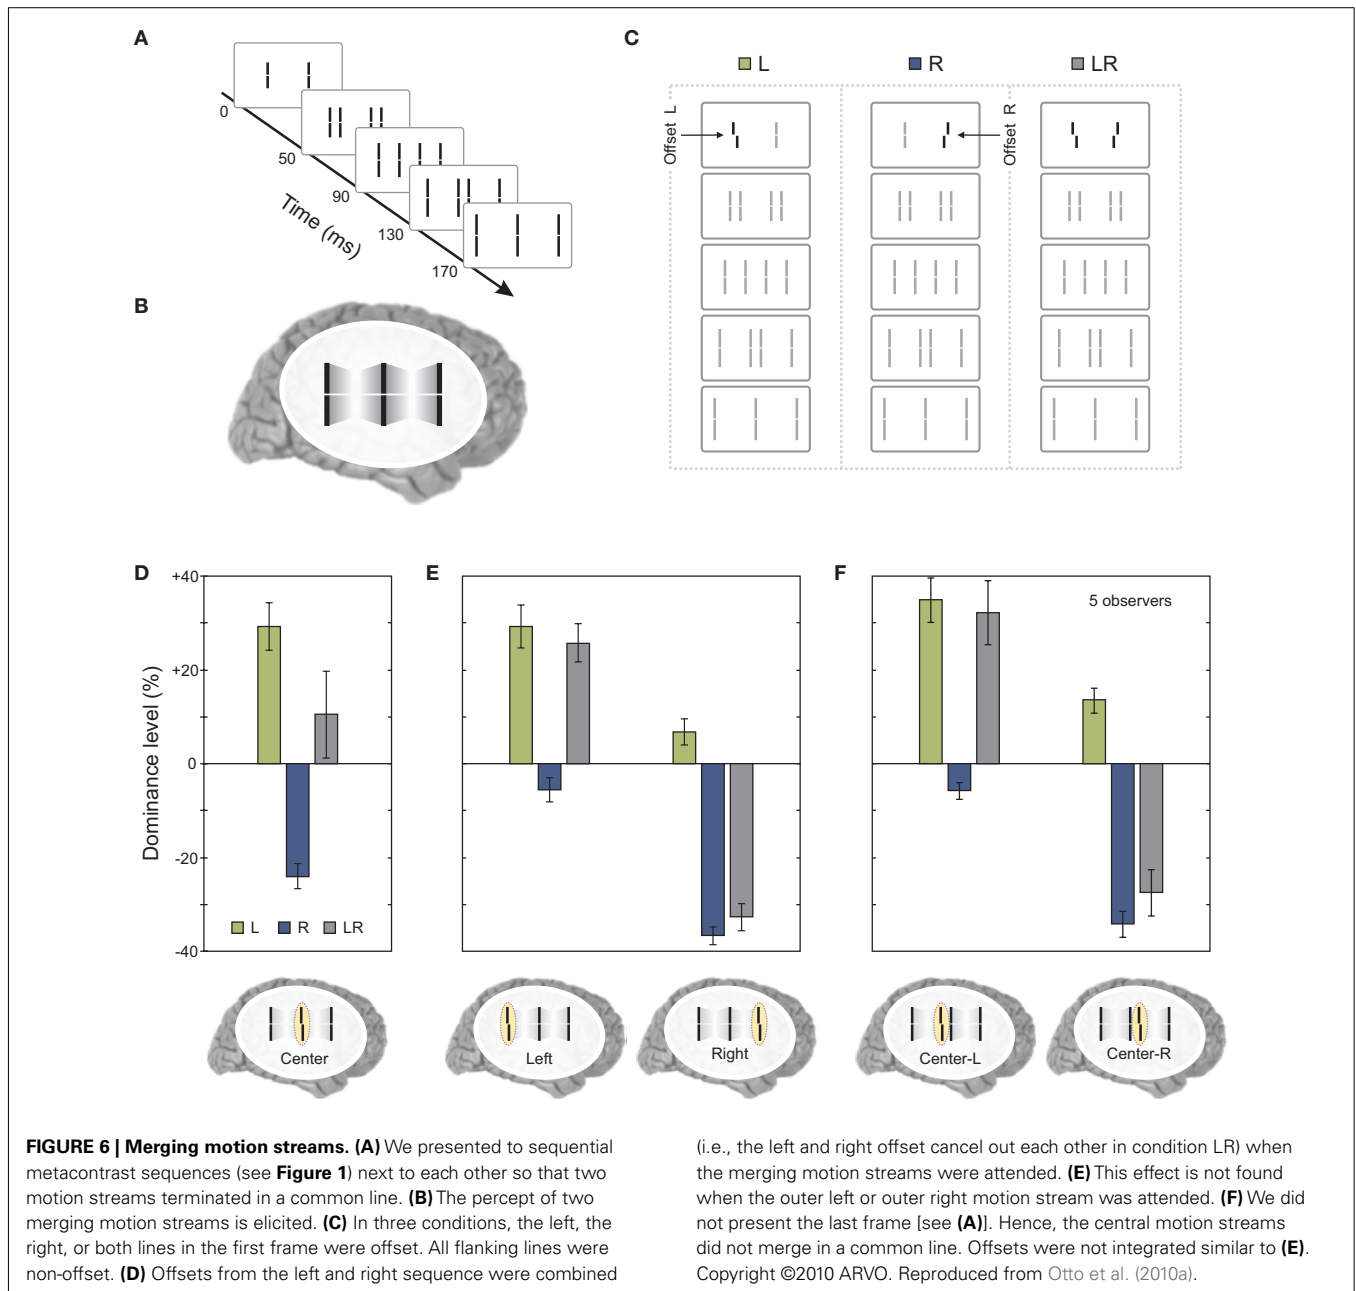 A
0
50
90
130
170
Time (ms)
B
C
L
R
LR
Offset L
Offset R
D
E
F
Dominance level (%)
+40
+20
0
-20
-40
L
R
LR
5 observers
Center
Left
Right
Center-L
Center-R
FIGURE 6 | Merging motion streams. (A) We presented to sequential
metacontrast sequences (see Figure 1) next to each other so that two
motion streams terminated in a common line. (B) The percept of two
merging motion streams is elicited. (C) In three conditions, the left, the
right, or both lines in the first frame were offset. All flanking lines were
non-offset. (D) Offsets from the left and right sequence were combined
(i.e., the left and right offset cancel out each other in condition LR) when
the merging motion streams were attended. (E) This effect is not found
when the outer left or outer right motion stream was attended. (F) We did
not present the last frame [see (A)]. Hence, the central motion streams
did not merge in a common line. Offsets were not integrated similar to (E).
Copyright ©2010 ARVO. Reproduced from Otto et al. (2010a).